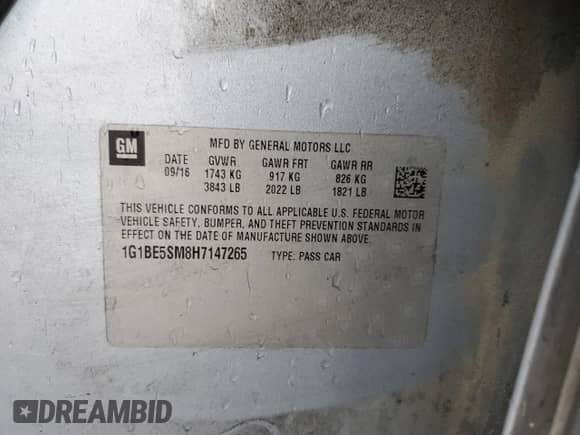 GM
MFD BY GENERAL MOTORS LLC
DATE GVWR GAWR FRT GAWR RR
09/16 1743 KG 917 KG 826 KG
3843 LB 2022 LB 1821 LB
THIS VEHICLE CONFORMS TO ALL APPLICABLE U.S. FEDERAL MOTOR
VEHICLE SAFETY, BUMPER, AND THEFT PREVENTION STANDARDS IN
EFFECT ON THE DATE OF MANUFACTURE SHOWN ABOVE.
1G1BE5SM8H7147265 TYPE: PASS CAR
DREAMBID